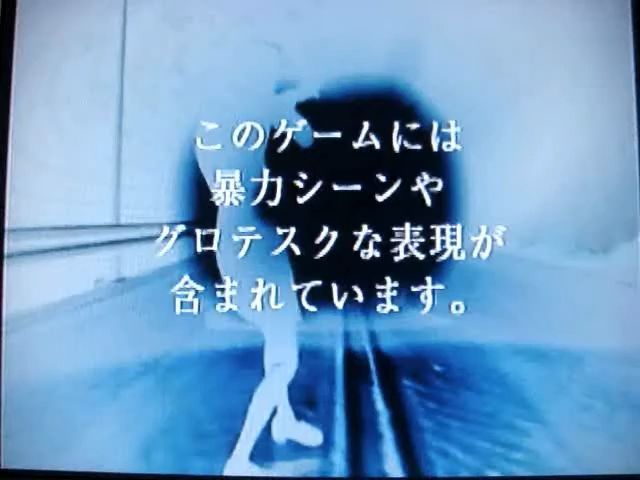 このゲームには
暴力シーンや
グロテスクな表現が
含まれています。